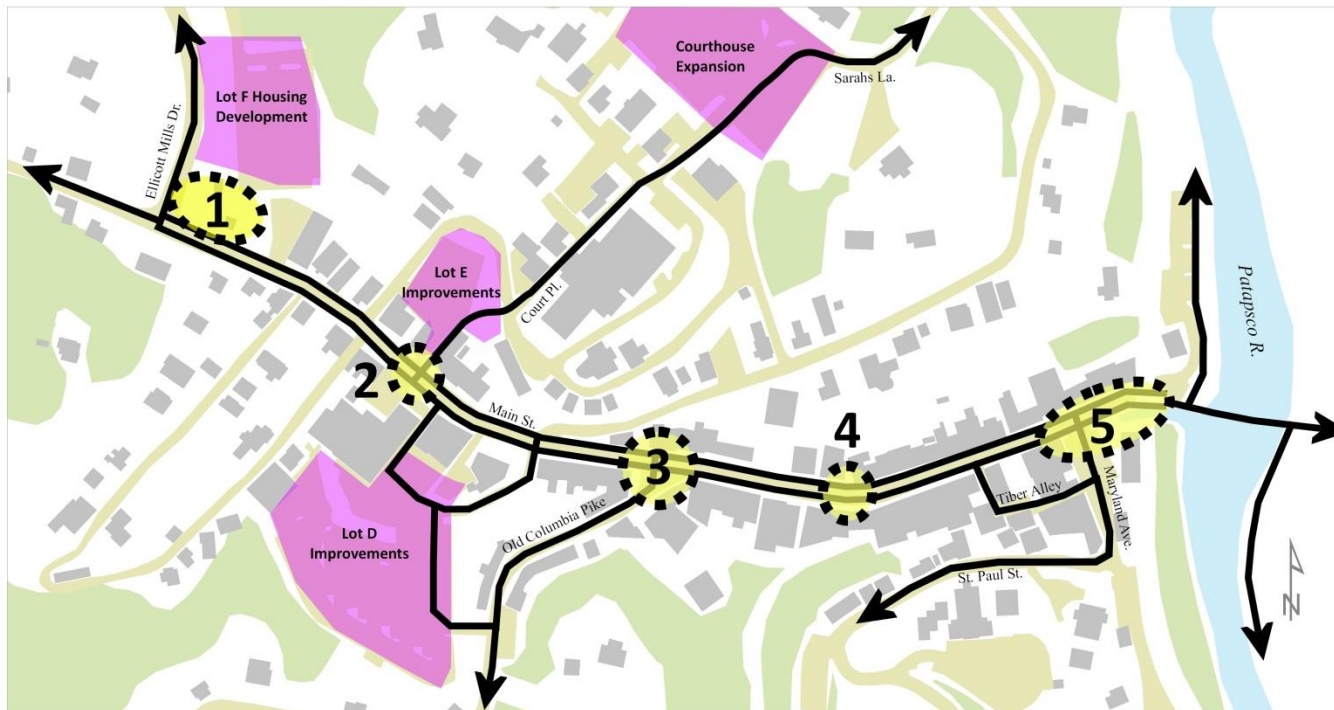 Courthouse
Expansion
Sarahs La.
Lot F Housing
Development
Ellicott Mills Dr.
1
Lot E
Improvements
Court Pl.
Patapsco R.
2
Main St.
3
4
5
Tiber Alley
Maryland Ave.
Old Columbia Pike
Lot D
Improvements
St. Paul St.
N